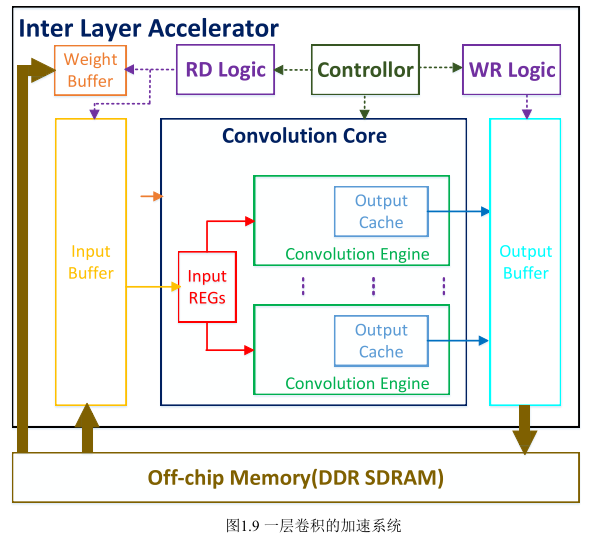 Inter Layer Accelerator
Weight
Buffer
RD Logic
Controllor
WR Logic
Convolution Core
Input
Buffer
Input
REGs
Output
Cache
Convolution Engine
Output
Cache
Convolution Engine
Output
Buffer
Off-chip Memory(DDR SDRAM)
图1.9 一层卷积的加速系统